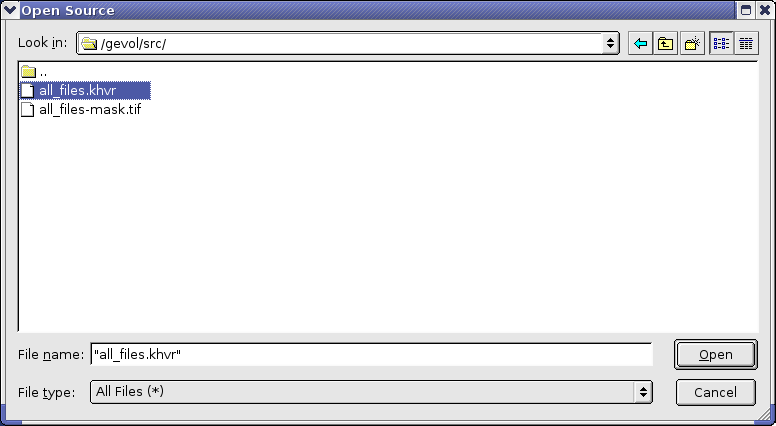 Open Source
Look in: /gevol/src/
..
all_files.khvr
all_files-mask.tif
File name: "all_files.khvr" Open
File type: All Files (*) Cancel